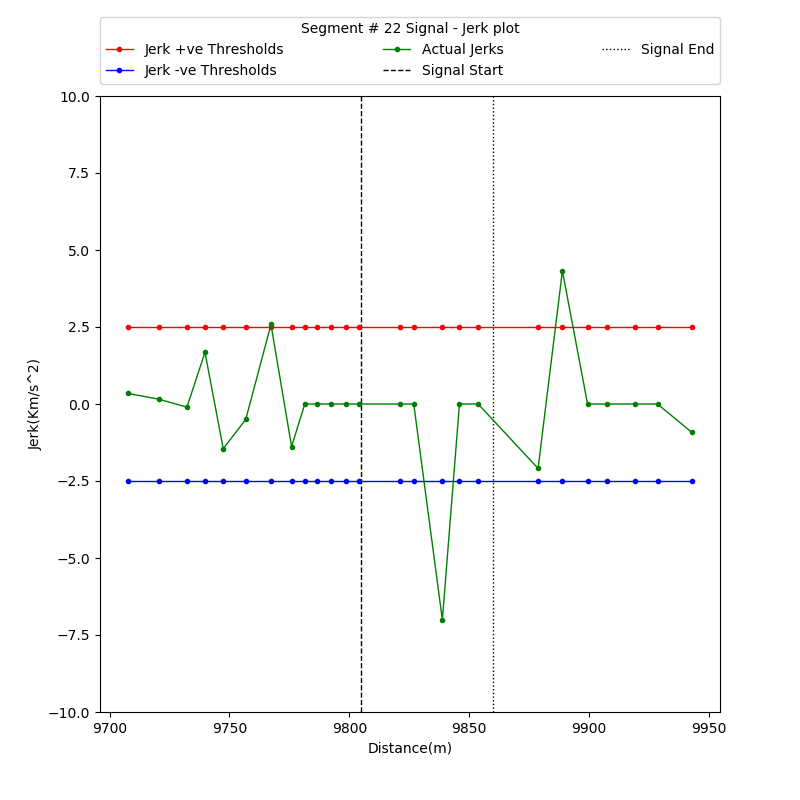 Segment # 22 Signal - Jerk plot
Jerk +ve Thresholds
Actual Jerks
Signal End
Jerk -ve Thresholds
Signal Start
10.0
7.5
5.0
2.5
0.0
−2.5
−5.0
−7.5
−10.0
Jerk(Km/s^2)
9700 9750 9800 9850 9900 9950
Distance(m)